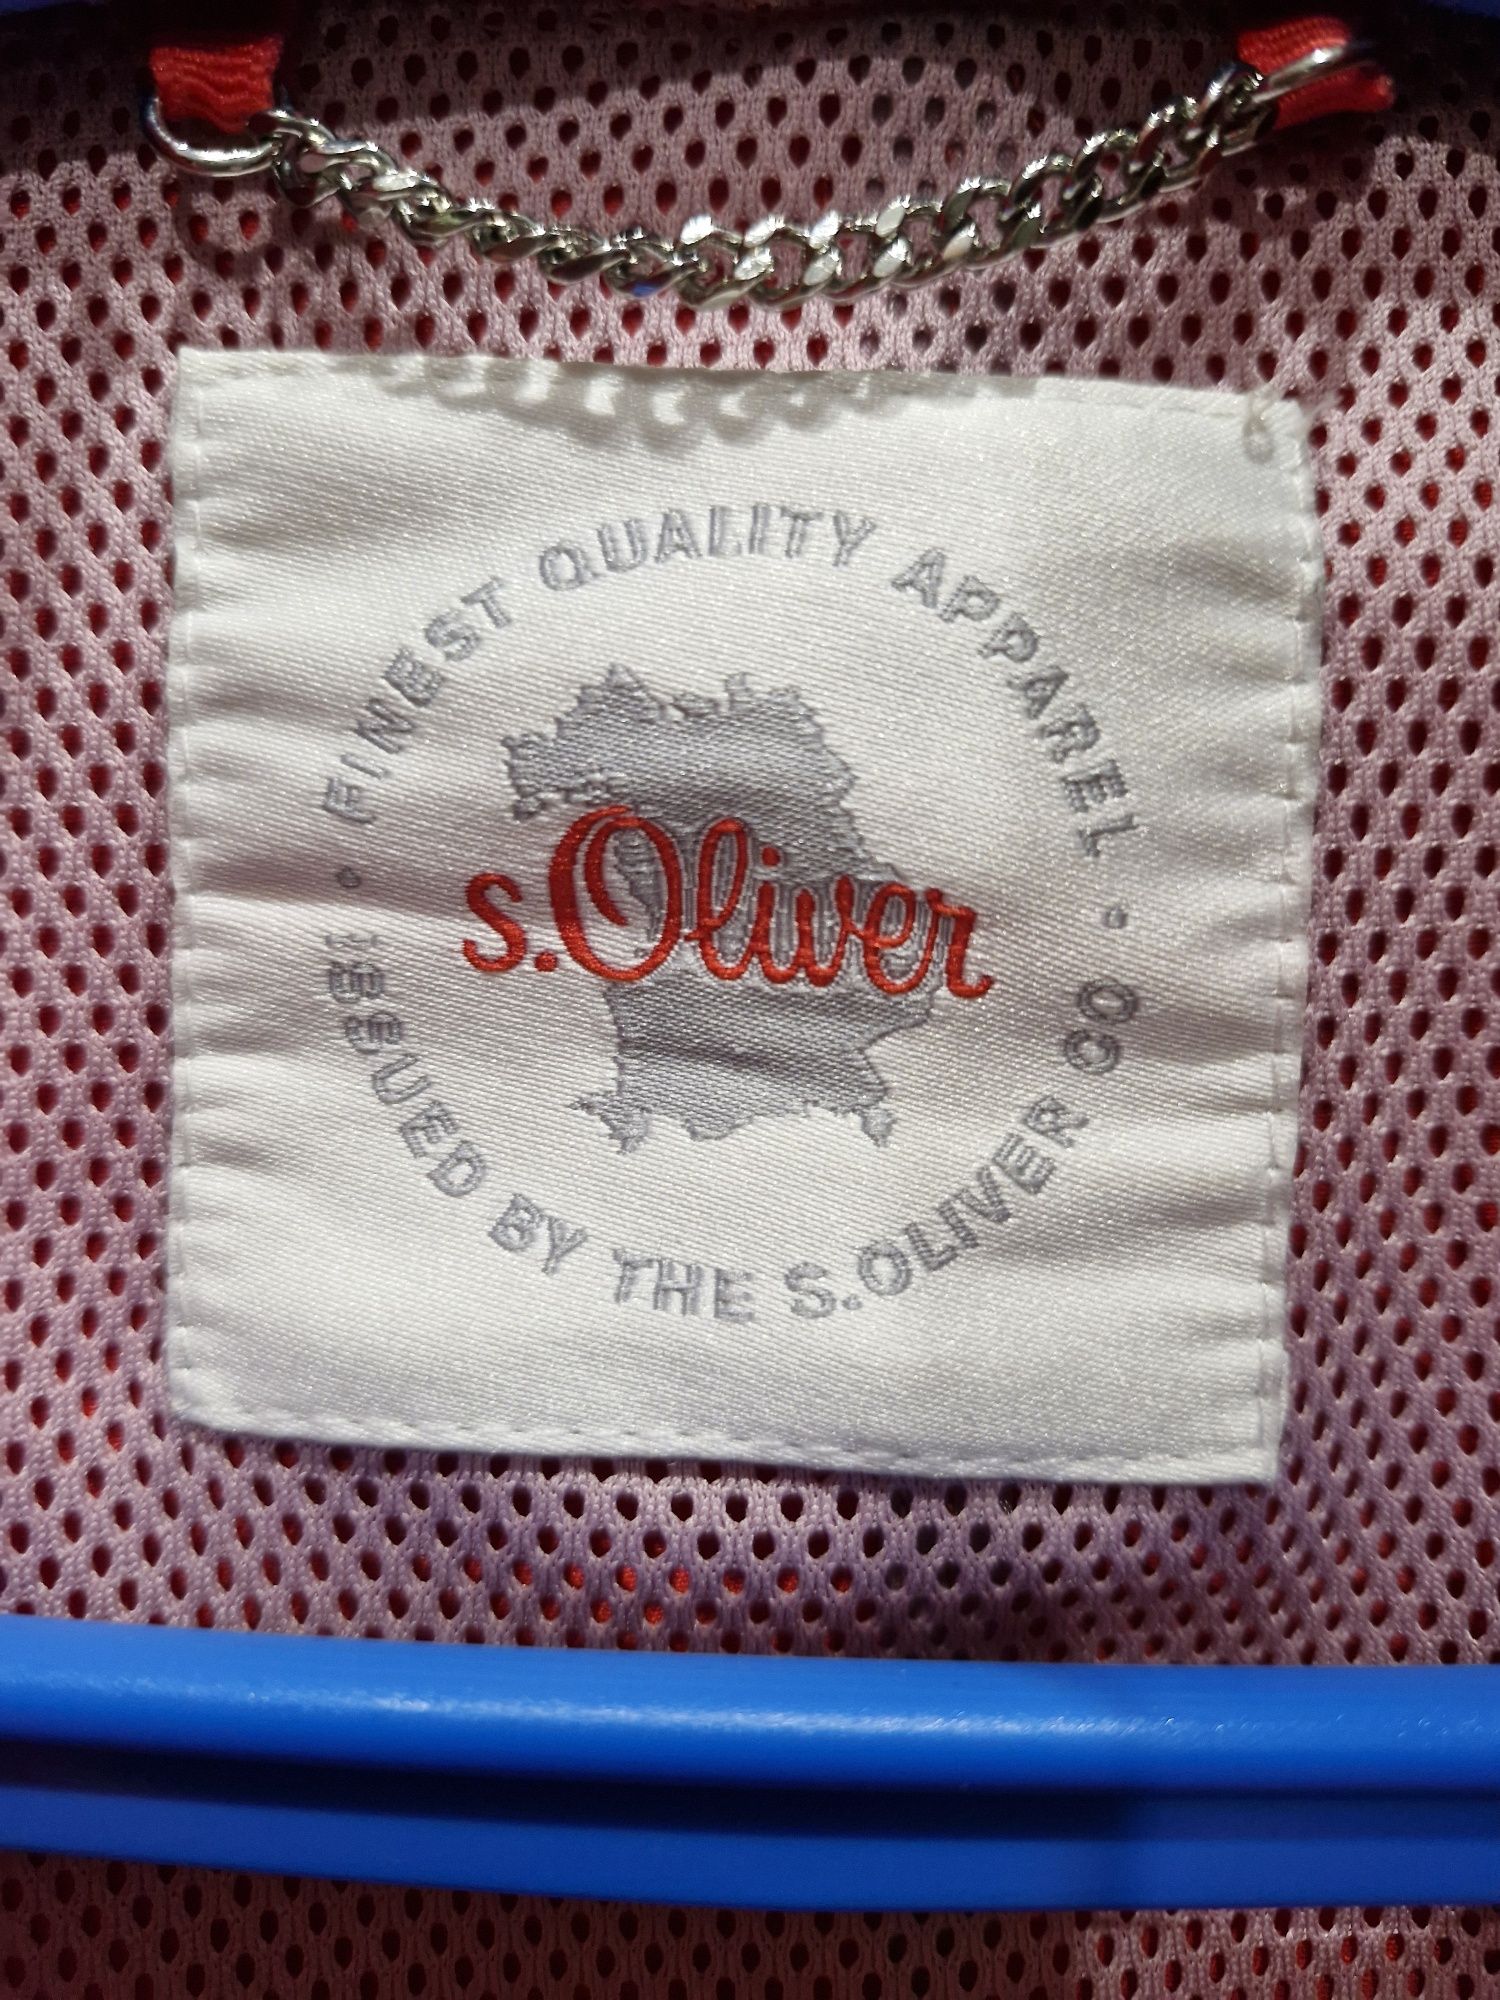 FINEST QUALITY APPAREL
s.Oliver
ISSUED BY THE S.OLIVER CO